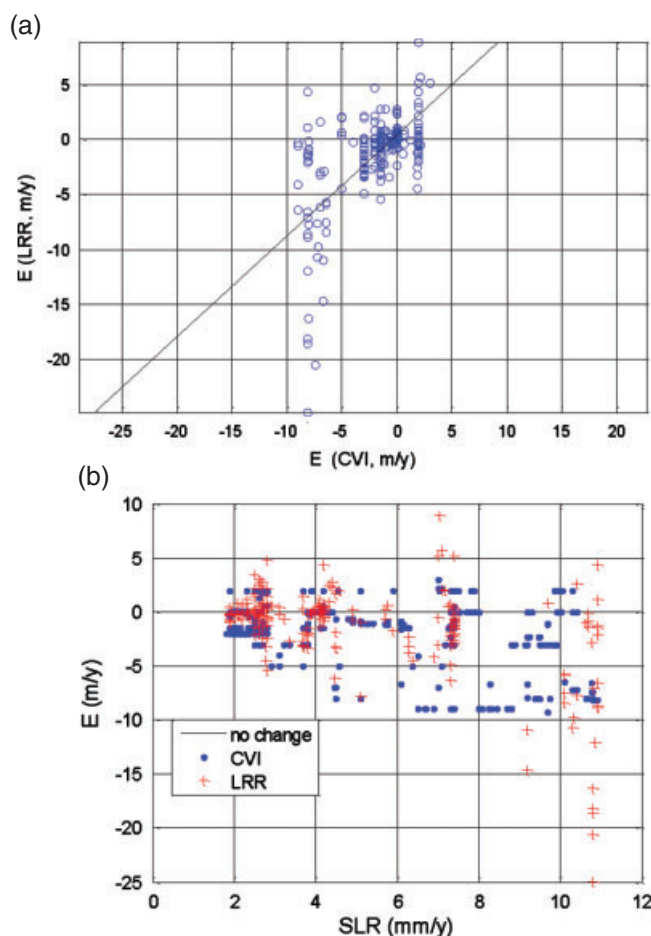 (a)
5
0
-5
-10
-15
-20
E (LRR, m/y)
-25 -20 -15 -10 -5 0 5 10 15 20
E (CVI, m/y)
(b)
10
5
0
-5
-10
-15
-20
-25
E (m/y)
no change
CVI
LRR
0 2 4 6 8 10 12
SLR (mm/y)